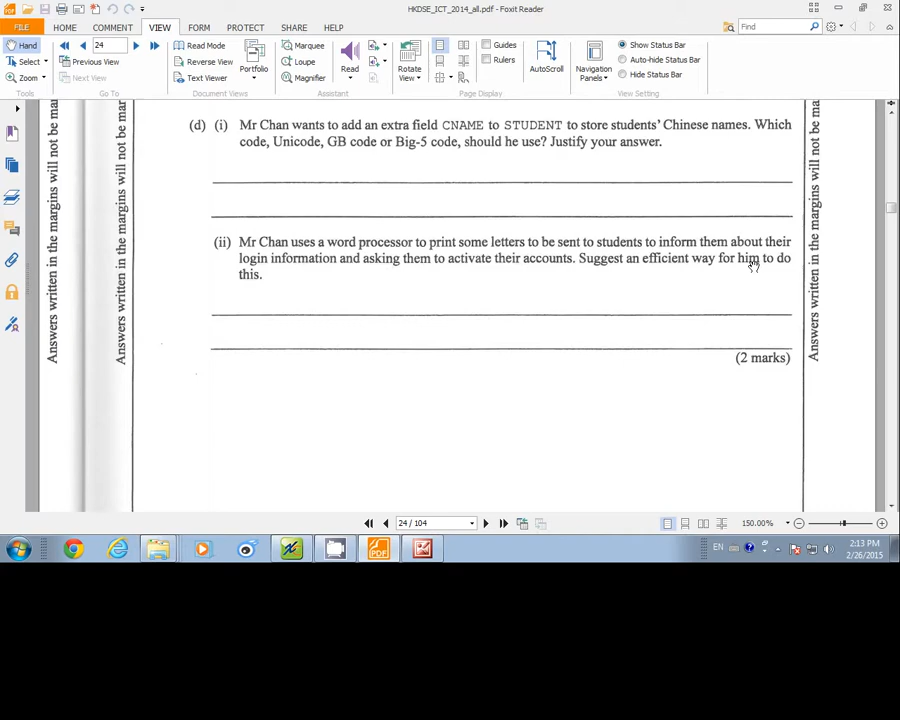 HKDSE_ICT_2014_all.pdf - Foxit Reader
FILE
HOME
COMMENT
VIEW
FORM
PROTECT
SHARE
HELP
Find
Hand
Select
Zoom
Tools
24
Previous View
Next View
Go To
Read Mode
Reverse View
Text Viewer
Portfolio
Document Views
Marquee
Loupe
Magnifier
Read
Assistant
Rotate
View
Guides
Rulers
Page Display
AutoScroll
Navigation
Panels
Show Status Bar
Auto-hide Status Bar
Hide Status Bar
View Setting
Answers written in the margins will not be mar
Answers written in the margins will not be mar
(d) (i) Mr Chan wants to add an extra field CNAME to STUDENT to store students' Chinese names. Which
code, Unicode, GB code or Big-5 code, should he use? Justify your answer.
(ii) Mr Chan uses a word processor to print some letters to be sent to students to inform them about their
login information and asking them to activate their accounts. Suggest an efficient way for him to do
this.
(2 marks)
Answers written in the margins will not be ma
24 / 104
150.00%
PDF
EN
2:13 PM
2/26/2015